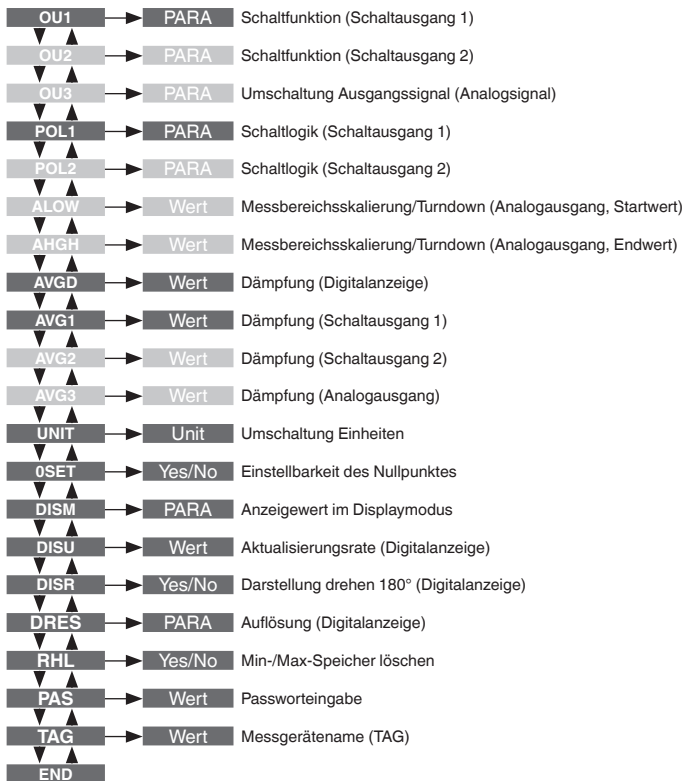 OU1 PARA Schaltfunktion (Schaltausgang 1)
OU2 PARA Schaltfunktion (Schaltausgang 2)
OU3 PARA Umschaltung Ausgangssignal (Analogsignal)
POL1 PARA Schaltlogik (Schaltausgang 1)
POL2 PARA Schaltlogik (Schaltausgang 2)
ALOW Wert Messbereichsskalierung/Turndown (Analogausgang, Startwert)
AHGH Wert Messbereichsskalierung/Turndown (Analogausgang, Endwert)
AVGD Wert Dämpfung (Digitalanzeige)
AVG1 Wert Dämpfung (Schaltausgang 1)
AVG2 Wert Dämpfung (Schaltausgang 2)
AVG3 Wert Dämpfung (Analogausgang)
UNIT Unit Umschaltung Einheiten
0SET Yes/No Einstellbarkeit des Nullpunktes
DISM PARA Anzeigewert im Displaymodus
DISU Wert Aktualisierungsrate (Digitalanzeige)
DISR Yes/No Darstellung drehen 180° (Digitalanzeige)
DRES PARA Auflösung (Digitalanzeige)
RHL Yes/No Min-/Max-Speicher löschen
PAS Wert Passworteingabe
TAG Wert Messgerätename (TAG)
END